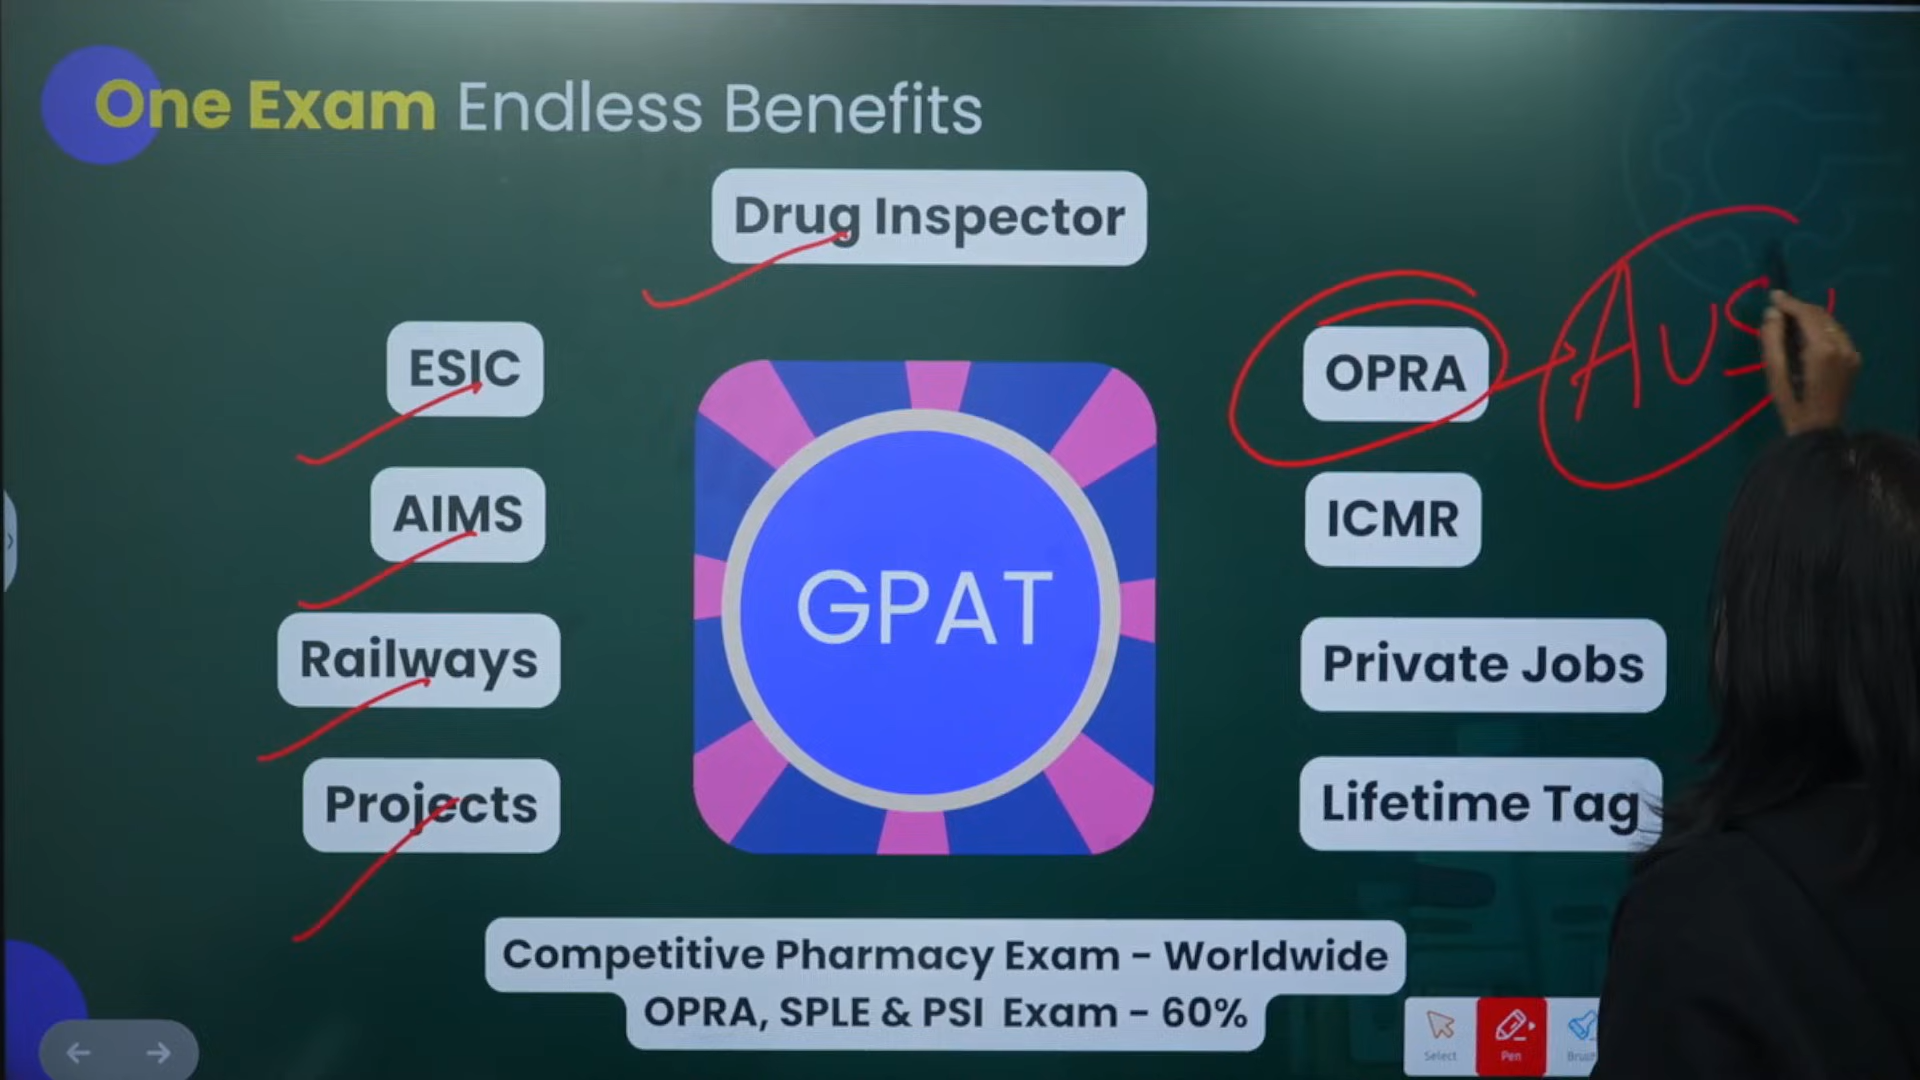 One Exam Endless Benefits
Drug Inspector
ESIC
AIMS
Railways
Projects
GPAT
OPRA
Aus
ICMR
Private Jobs
Lifetime Tag
Competitive Pharmacy Exam - Worldwide
OPRA, SPLE & PSI Exam - 60%
Select
Pen